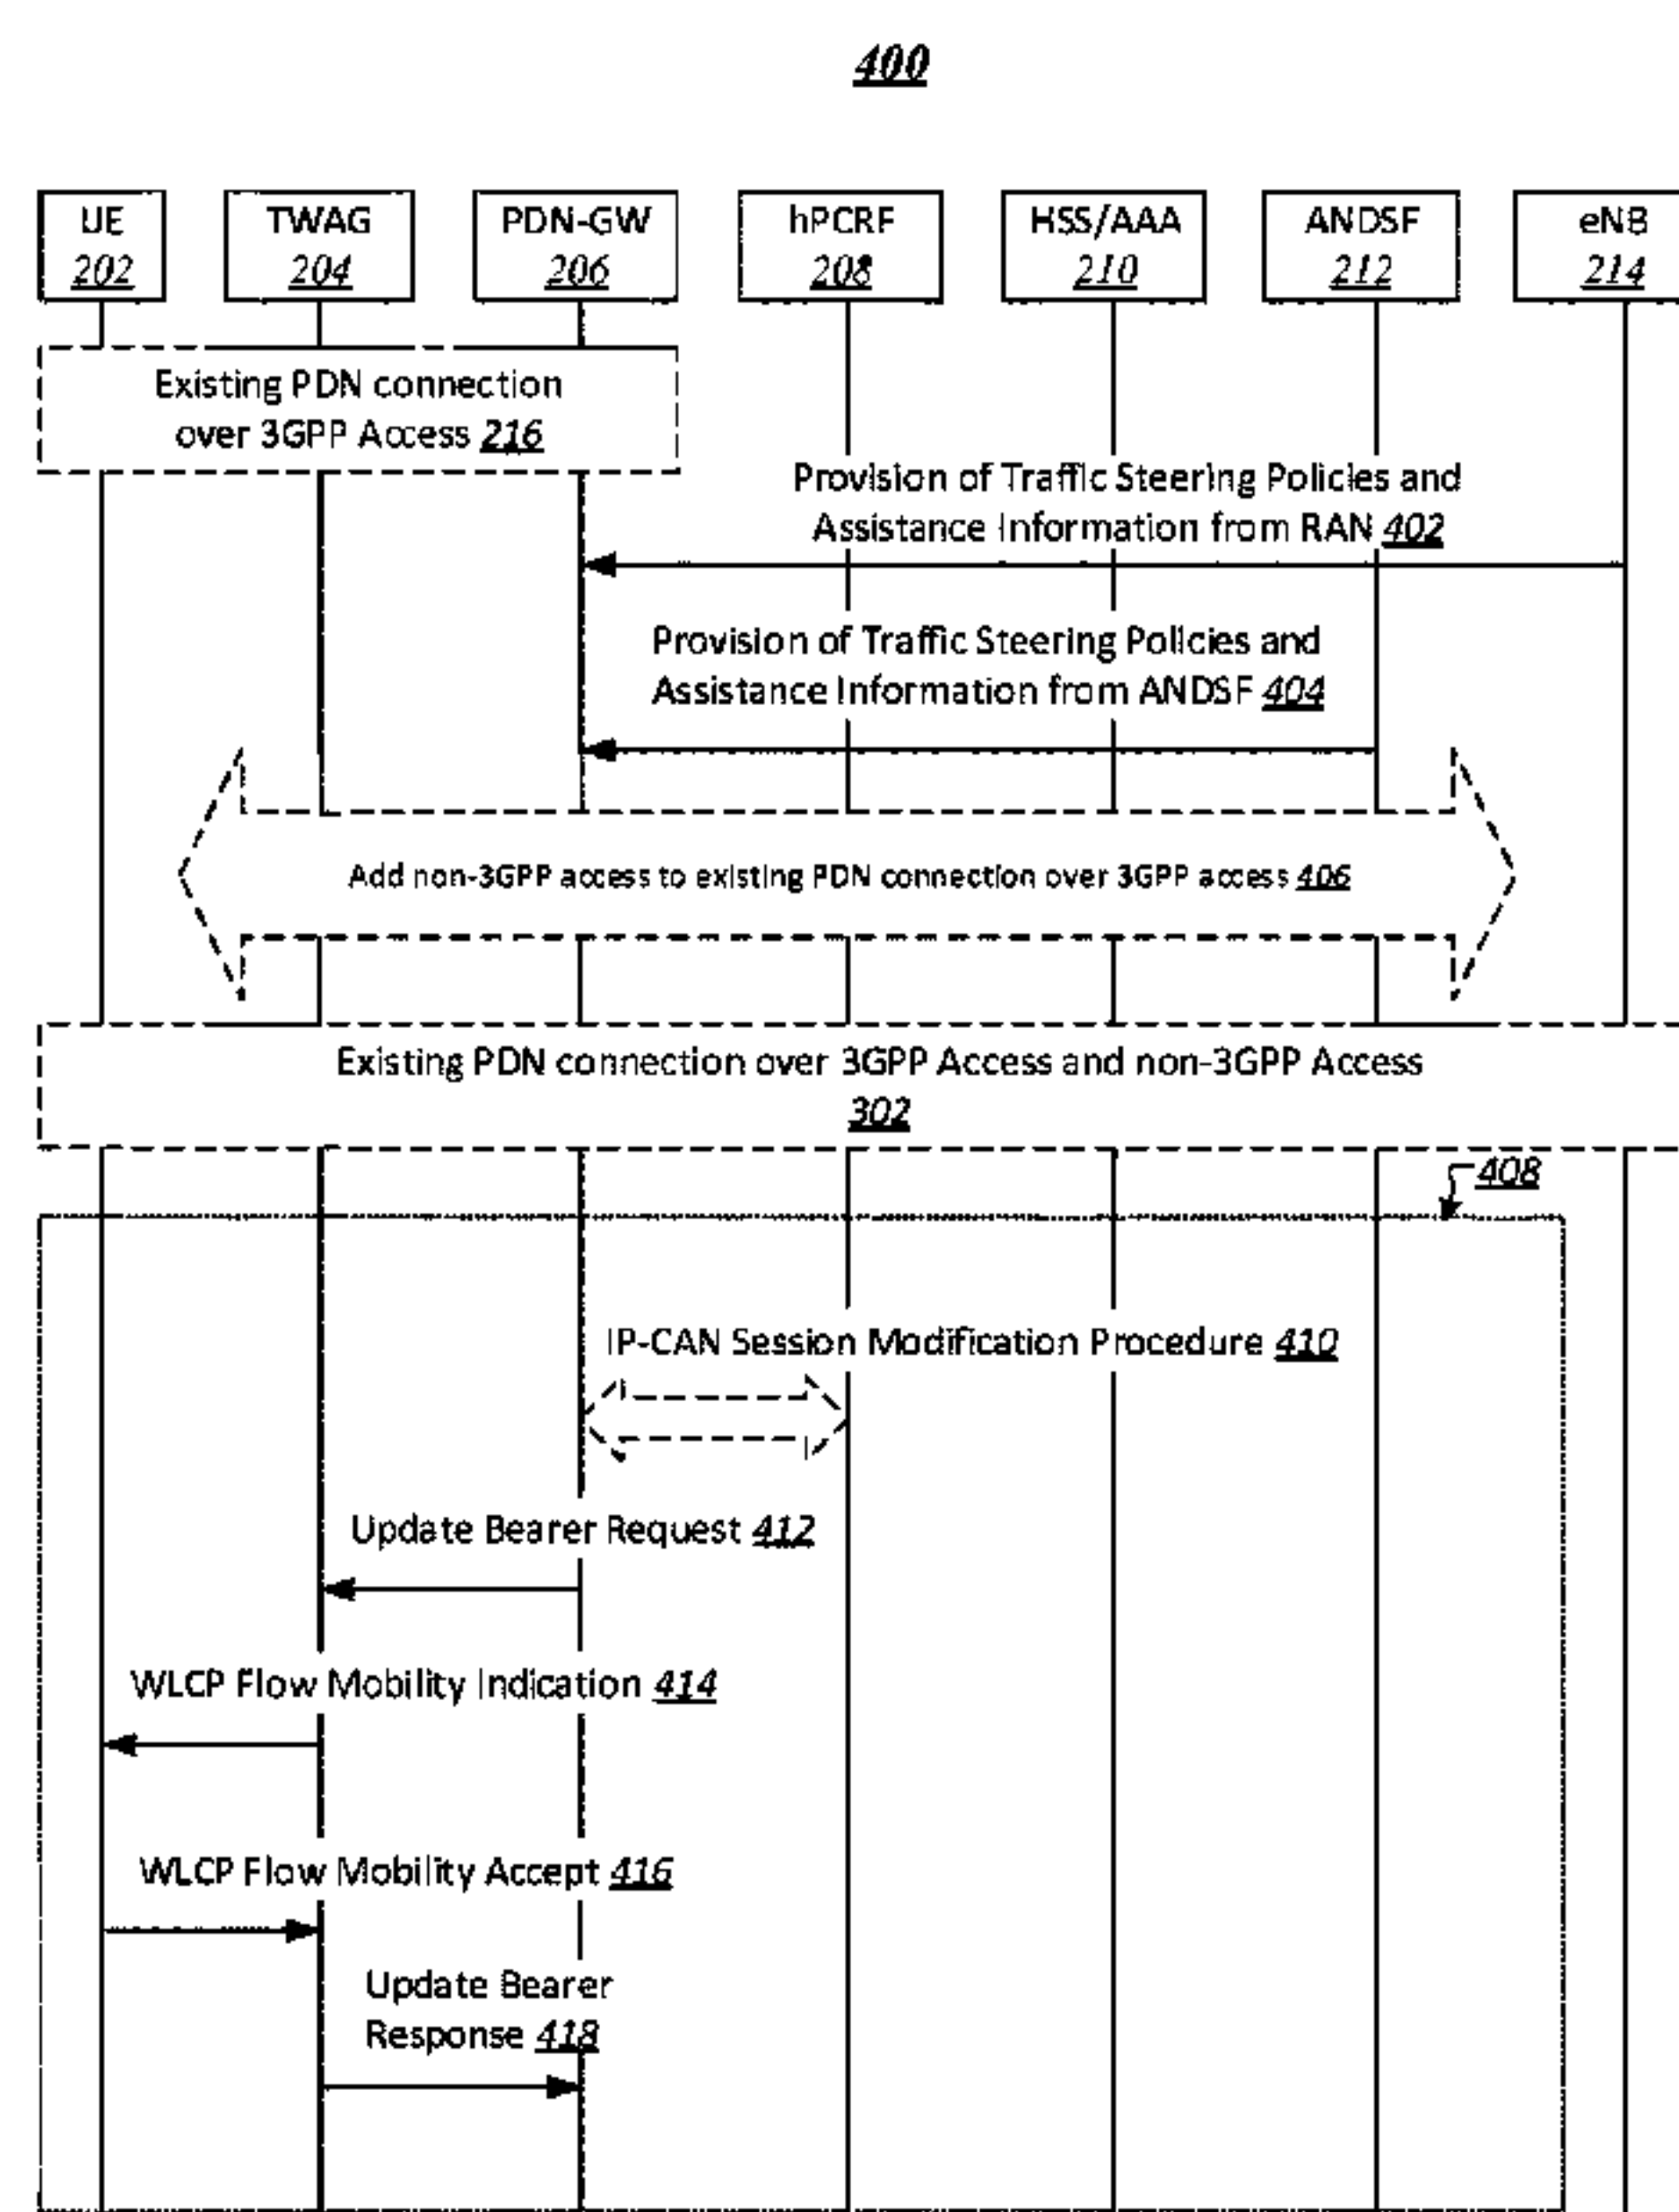 400
UE
202
TWAG
204
PDN-GW
206
hPCRF
208
HSS/AAA
210
ANDSF
212
eNB
214
Existing PDN connection
over 3GPP Access 216
Provision of Traffic Steering Policies and
Assistance Information from RAN 402
Provision of Traffic Steering Policies and
Assistance Information from ANDSF 404
Add non-3GPP access to existing PDN connection over 3GPP access 406
Existing PDN connection over 3GPP Access and non-3GPP Access
302
408
IP-CAN Session Modification Procedure 410
Update Bearer Request 412
WLCP Flow Mobility Indication 414
WLCP Flow Mobility Accept 416
Update Bearer
Response 418